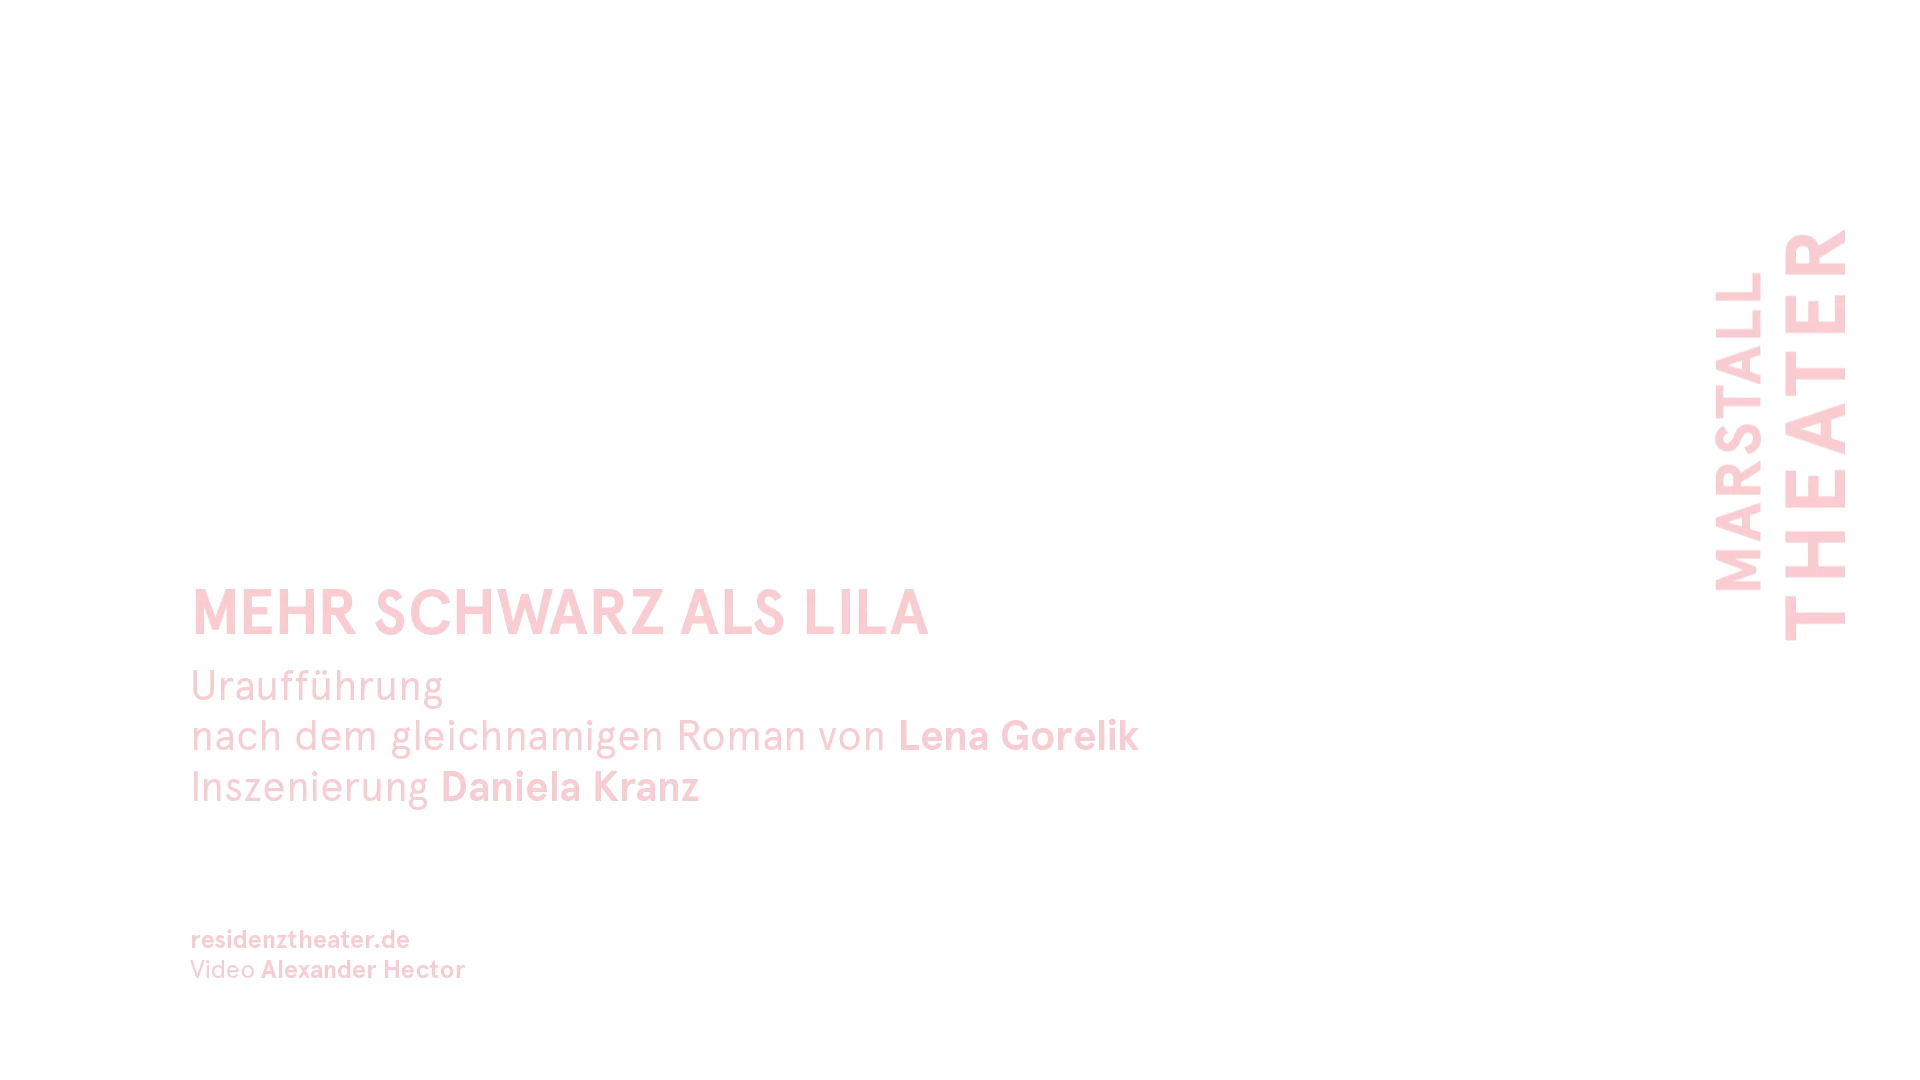 MEHR SCHWARZ ALS LILA
Uraufführung
nach dem gleichnamigen Roman von Lena Gorelik
Inszenierung Daniela Kranz
residenztheater.de
Video Alexander Hector
MARSTALL
THEATER